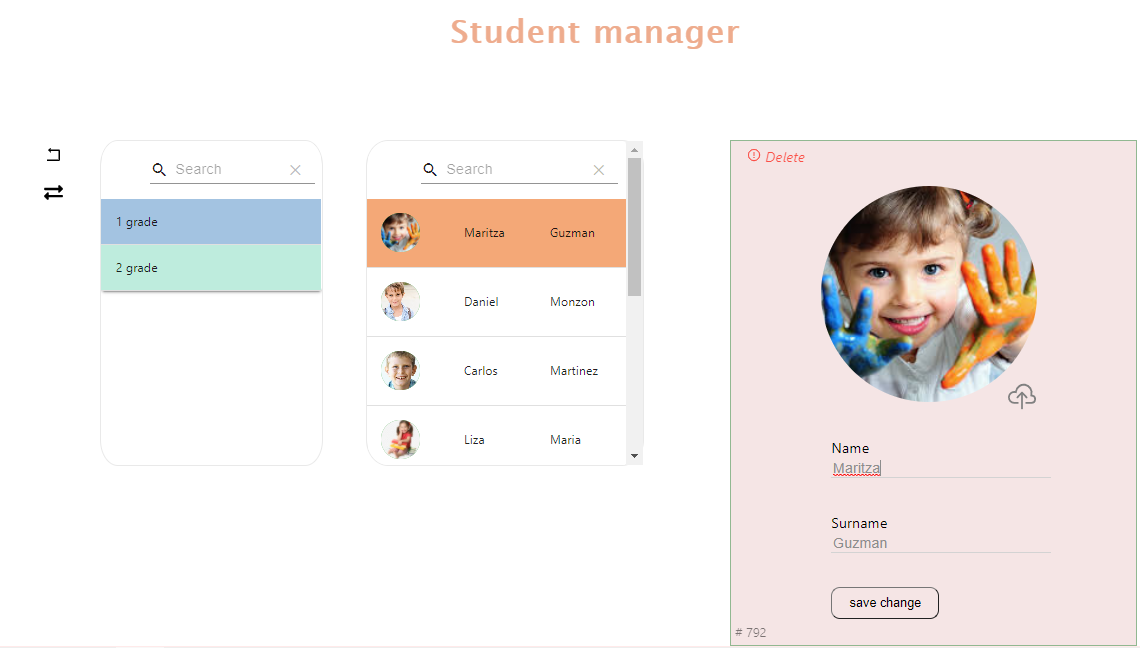 Student manager
Search
1 grade
2 grade
Search
Maritza Guzman
Daniel Monzon
Carlos Martinez
Liza Maria
Delete
Name
Maritza
Surname
Guzman
save change
# 792